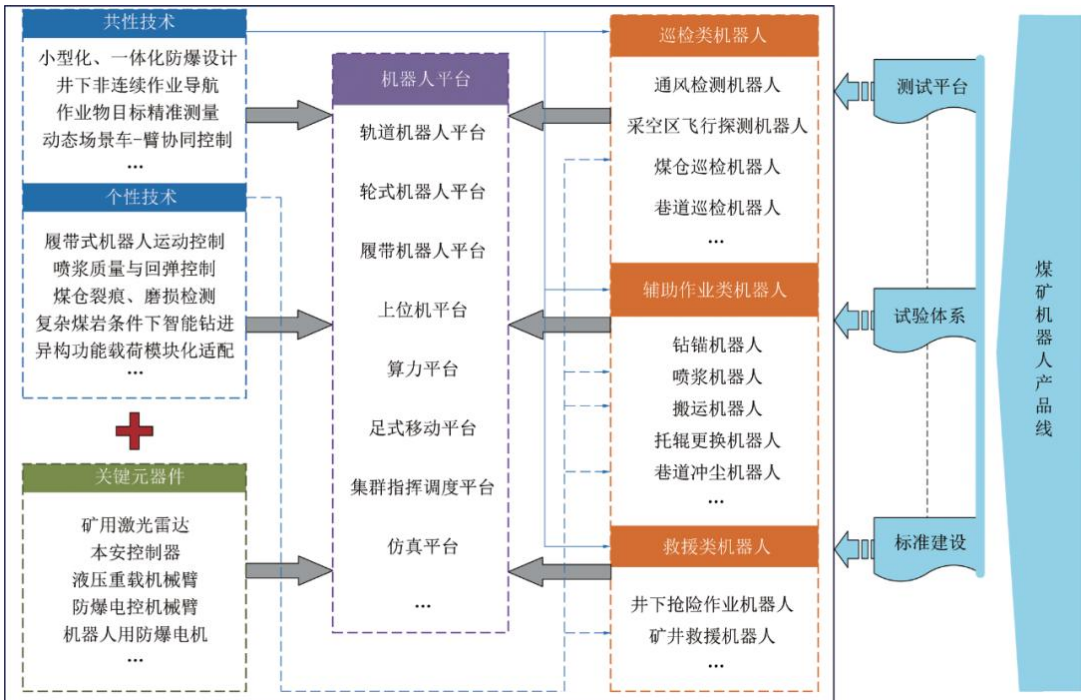 共性技术
小型化、一体化防爆设计
井下非连续作业导航
作业物目标精准测量
动态场景车-臂协同控制
...
个性技术
履带式机器人运动控制
喷浆质量与回弹控制
煤仓裂痕、磨损检测
复杂煤岩条件下智能钻进
异构功能载荷模块化适配
...
关键元器件
矿用激光雷达
本安控制器
液压重载机械臂
防爆电控机械臂
机器人用防爆电机
...
机器人平台
轨道机器人平台
轮式机器人平台
履带机器人平台
上位机平台
算力平台
足式移动平台
集群指挥调度平台
仿真平台
...
巡检类机器人
通风检测机器人
采空区飞行探测机器人
煤仓巡检机器人
巷道巡检机器人
...
辅助作业类机器人
钻锚机器人
喷浆机器人
搬运机器人
托辊更换机器人
巷道冲尘机器人
...
救援类机器人
井下抢险作业机器人
矿井救援机器人
...
测试平台
试验体系
标准建设
煤矿机器人产品线